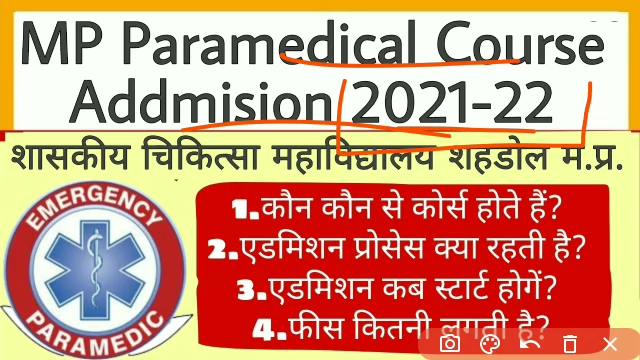 MP Paramedical Course
Addmision 2021-22
शासकीय चिकित्सा महाविद्यालय शहडोल म.प्र.
EMERGENCY
PARAMEDIC
1.कौन कौन से कोर्स होते हैं?
2.एडमिशन प्रोसेस क्या रहती है?
3.एडमिशन कब स्टार्ट होगें?
4.फीस कितनी लगती है?